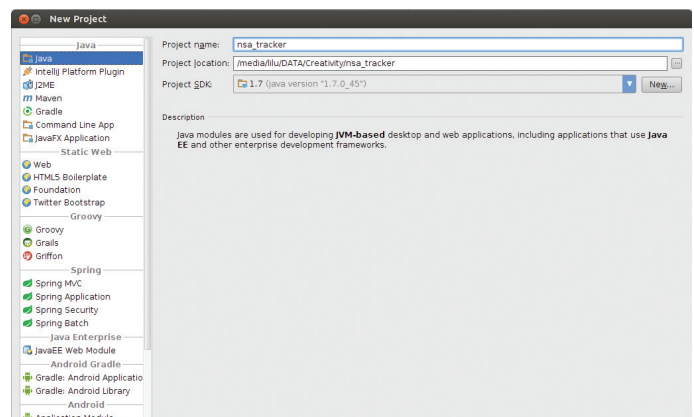 New Project
Java
Java
IntelliJ Platform Plugin
J2ME
Maven
Gradle
Command Line App
JavaFX Application
Static Web
Web
HTML5 Boilerplate
Foundation
Twitter Bootstrap
Groovy
Groovy
Grails
Griffon
Spring
Spring MVC
Spring Application
Spring Security
Spring Batch
Java Enterprise
JavaEE Web Module
Android Gradle
Gradle: Android Applicatio
Gradle: Android Library
Android
Application Module
Project name: nsa_tracker
Project location: /media/lilu/DATA/Creativity/nsa_tracker ...
Project SDK: 1.7 (java version "1.7.0_45") New...
Description
Java modules are used for developing JVM-based desktop and web applications, including applications that use Java
EE and other enterprise development frameworks.